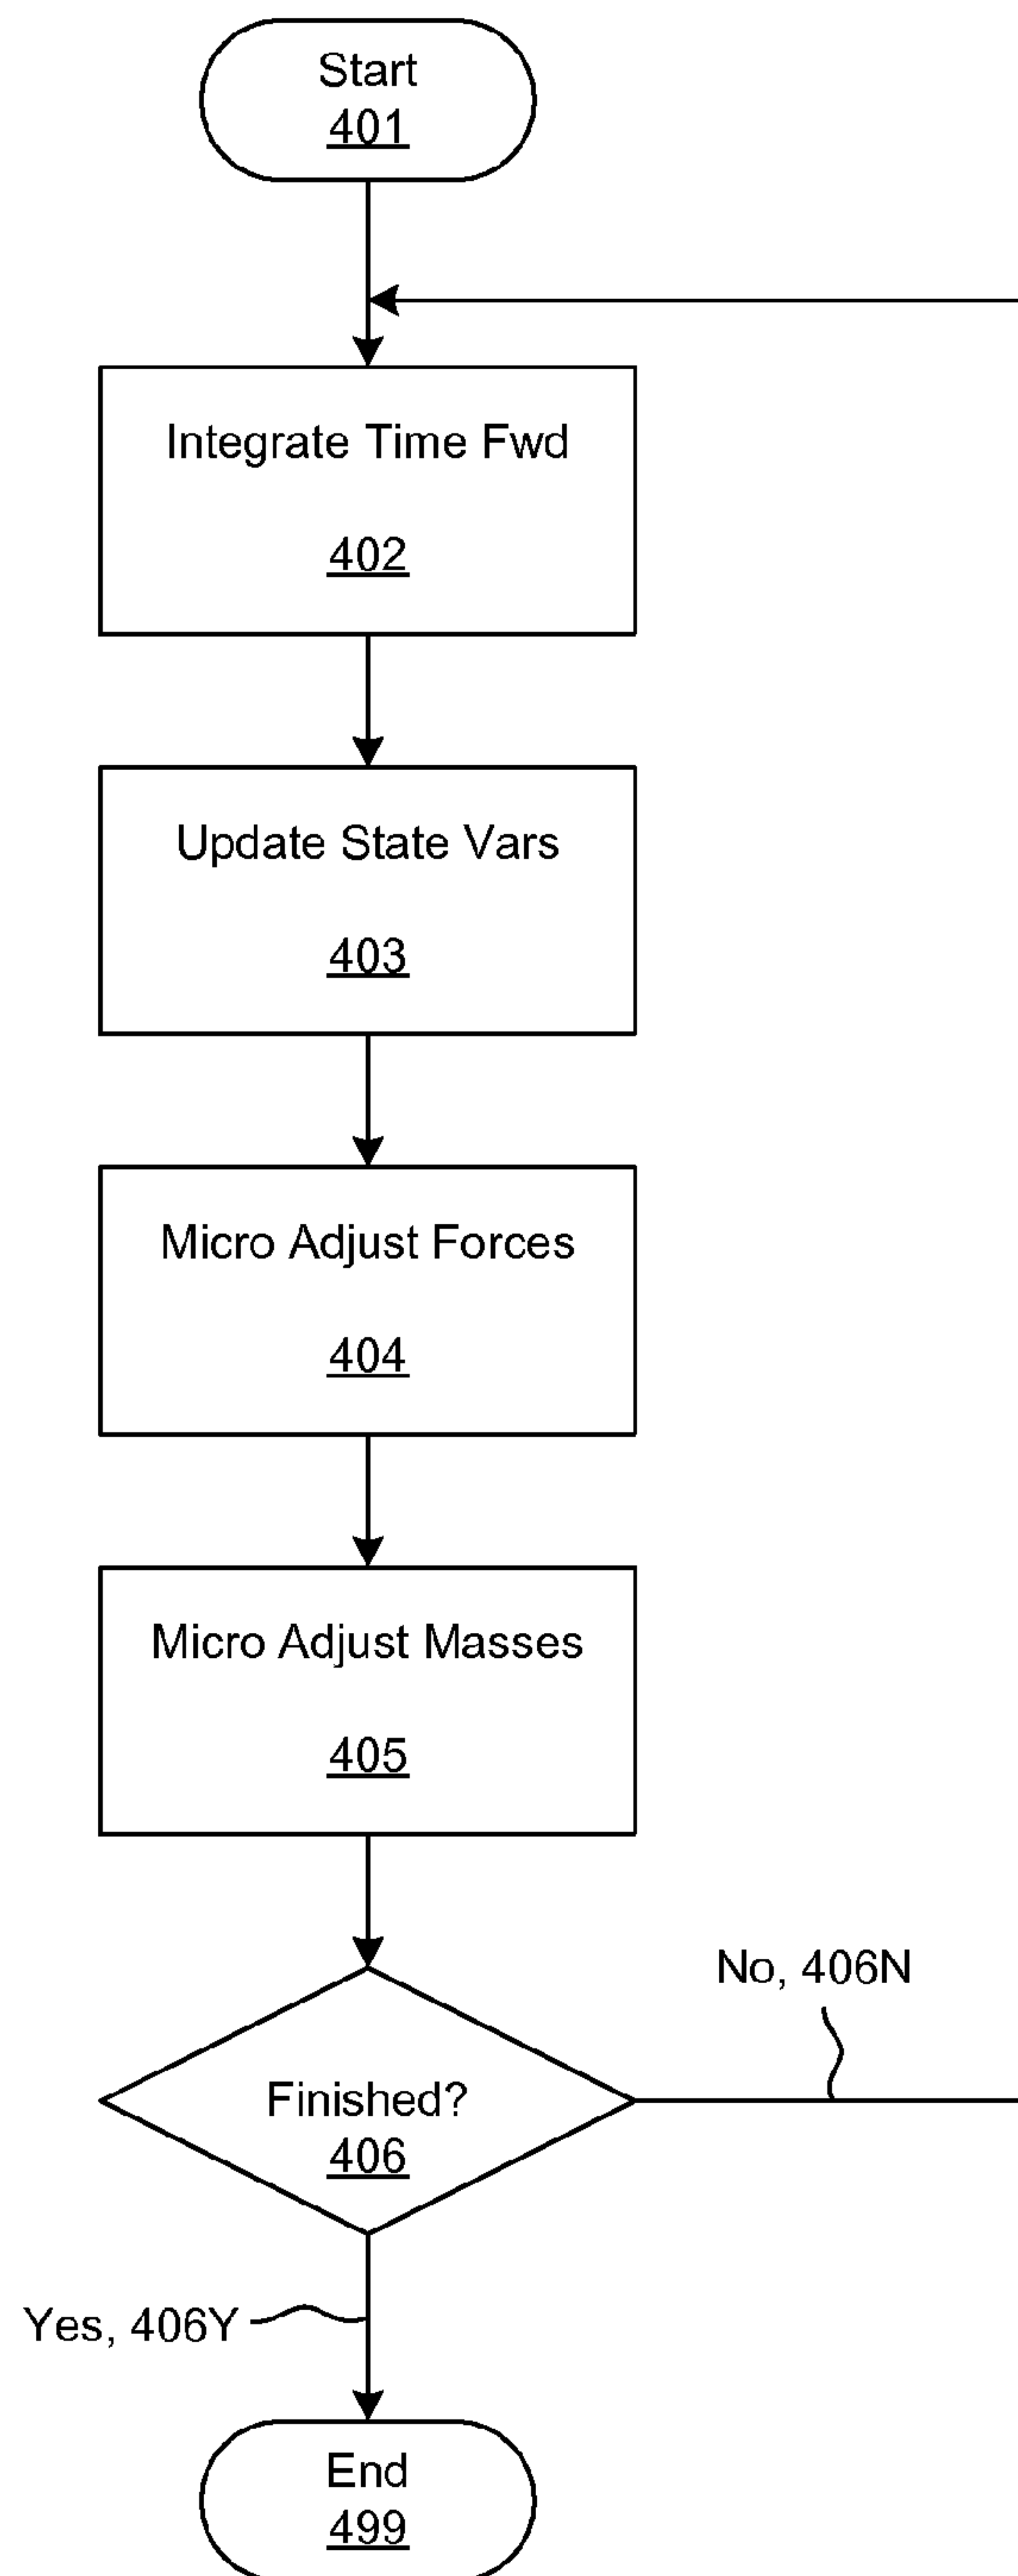 Start
401
Integrate Time Fwd
402
Update State Vars
403
Micro Adjust Forces
404
Micro Adjust Masses
405
No, 406N
Finished?
406
Yes, 406Y
End
499